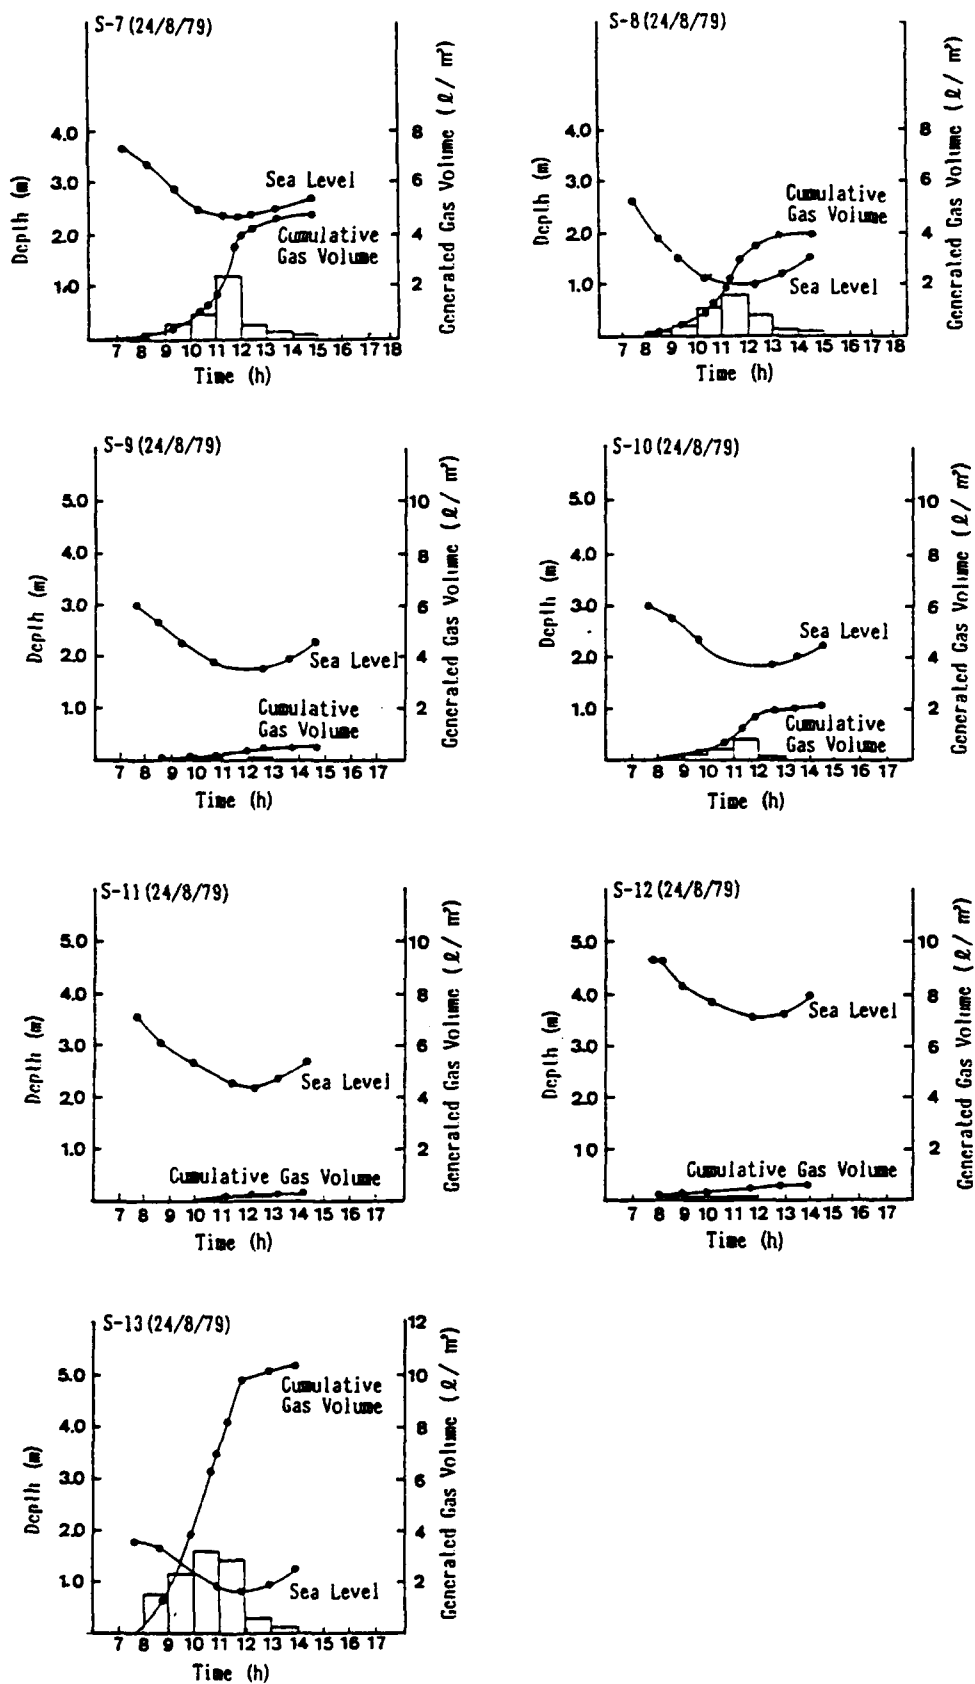 S-7 (24/8/79)
4.0
3.0
2.0
1.0
Depth (m)
8
6
4
2
Generated Gas Volume (ℓ/ m²)
Sea Level
Cumulative
Gas Volume
7 8 9 10 11 12 13 14 15 16 17 18
Time (h)
S-8 (24/8/79)
4.0
3.0
2.0
1.0
Depth (m)
8
6
4
2
Generated Gas Volume (ℓ/ m²)
Cumulative
Gas Volume
Sea Level
7 8 9 10 11 12 13 14 15 16 17 18
Time (h)
S-9 (24/8/79)
5.0
4.0
3.0
2.0
1.0
Depth (m)
10
8
6
4
2
Generated Gas Volume (ℓ/ m²)
Sea Level
Cumulative
Gas Volume
7 8 9 10 11 12 13 14 15 16 17
Time (h)
S-10 (24/8/79)
5.0
4.0
3.0
2.0
1.0
Depth (m)
10
8
6
4
2
Generated Gas Volume (ℓ/ m²)
Sea Level
Cumulative
Gas Volume
7 8 9 10 11 12 13 14 15 16 17
Time (h)
S-11 (24/8/79)
5.0
4.0
3.0
2.0
1.0
Depth (m)
10
8
6
4
2
Generated Gas Volume (ℓ/ m²)
Sea Level
Cumulative Gas Volume
7 8 9 10 11 12 13 14 15 16 17
Time (h)
S-12 (24/8/79)
5.0
4.0
3.0
2.0
1 0
Depth (m)
10
8
6
4
2
Generated Gas Volume (ℓ/ m²)
Sea Level
Cumulative Gas Volume
7 8 9 10 11 12 13 14 15 16 17
Time (h)
S-13 (24/8/79)
5.0
4.0
3.0
2.0
1.0
Depth (m)
12
10
8
6
4
2
Generated Gas Volume (ℓ/ m²)
Cumulative
Gas Volume
Sea Level
7 8 9 10 11 12 13 14 15 16 17
Time (h)